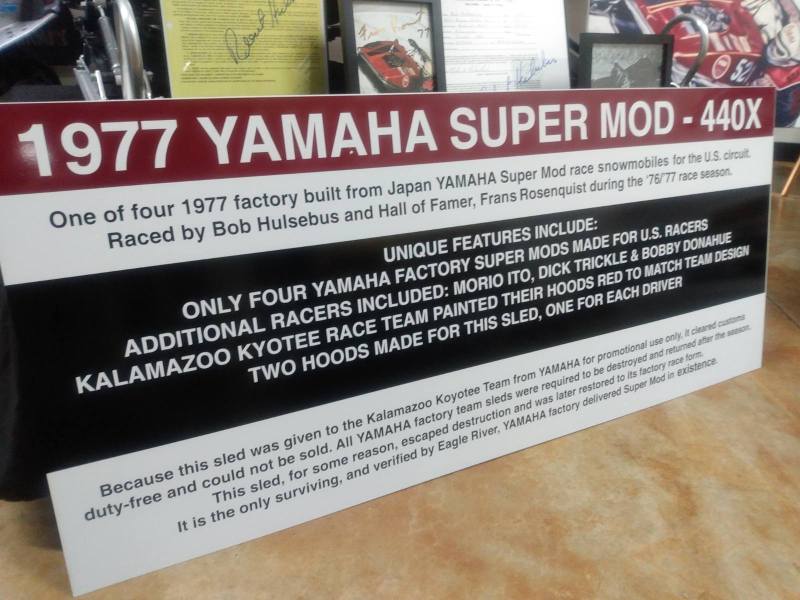 1977 YAMAHA SUPER MOD - 440X
One of four 1977 factory built from Japan YAMAHA Super Mod race snowmobiles for the U.S. circuit.
Raced by Bob Hulsebus and Hall of Famer, Frans Rosenquist during the '76/'77 race season.
UNIQUE FEATURES INCLUDE:
ONLY FOUR YAMAHA FACTORY SUPER MODS MADE FOR U.S. RACERS
ADDITIONAL RACERS INCLUDED: MORIO ITO, DICK TRICKLE & BOBBY DONAHUE
KALAMAZOO KYOTEE RACE TEAM PAINTED THEIR HOODS RED TO MATCH TEAM DESIGN
TWO HOODS MADE FOR THIS SLED, ONE FOR EACH DRIVER
Because this sled was given to the Kalamazoo Koyotee Team from YAMAHA for promotional use only, it cleared customs
duty-free and could not be sold. All YAMAHA factory team sleds were required to be destroyed and returned after the season.
This sled, for some reason, escaped destruction and was later restored to its factory race form.
It is the only surviving, and verified by Eagle River, YAMAHA factory delivered Super Mod in existence.